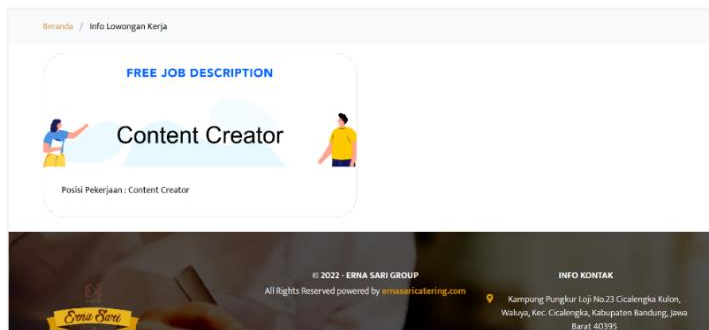 Beranda / Info Lowongan Kerja
FREE JOB DESCRIPTION
Content Creator
Posisi Pekerjaan : Content Creator
© 2022 - ERNA SARI GROUP
All Rights Reserved powered by ernasaricatering.com
INFO KONTAK
Kampung Pungkur Loji No.23 Cicalengka Kulon,
Waluya, Kec. Cicalengka, Kabupaten Bandung, Jawa
Barat 40395
Erna Sari